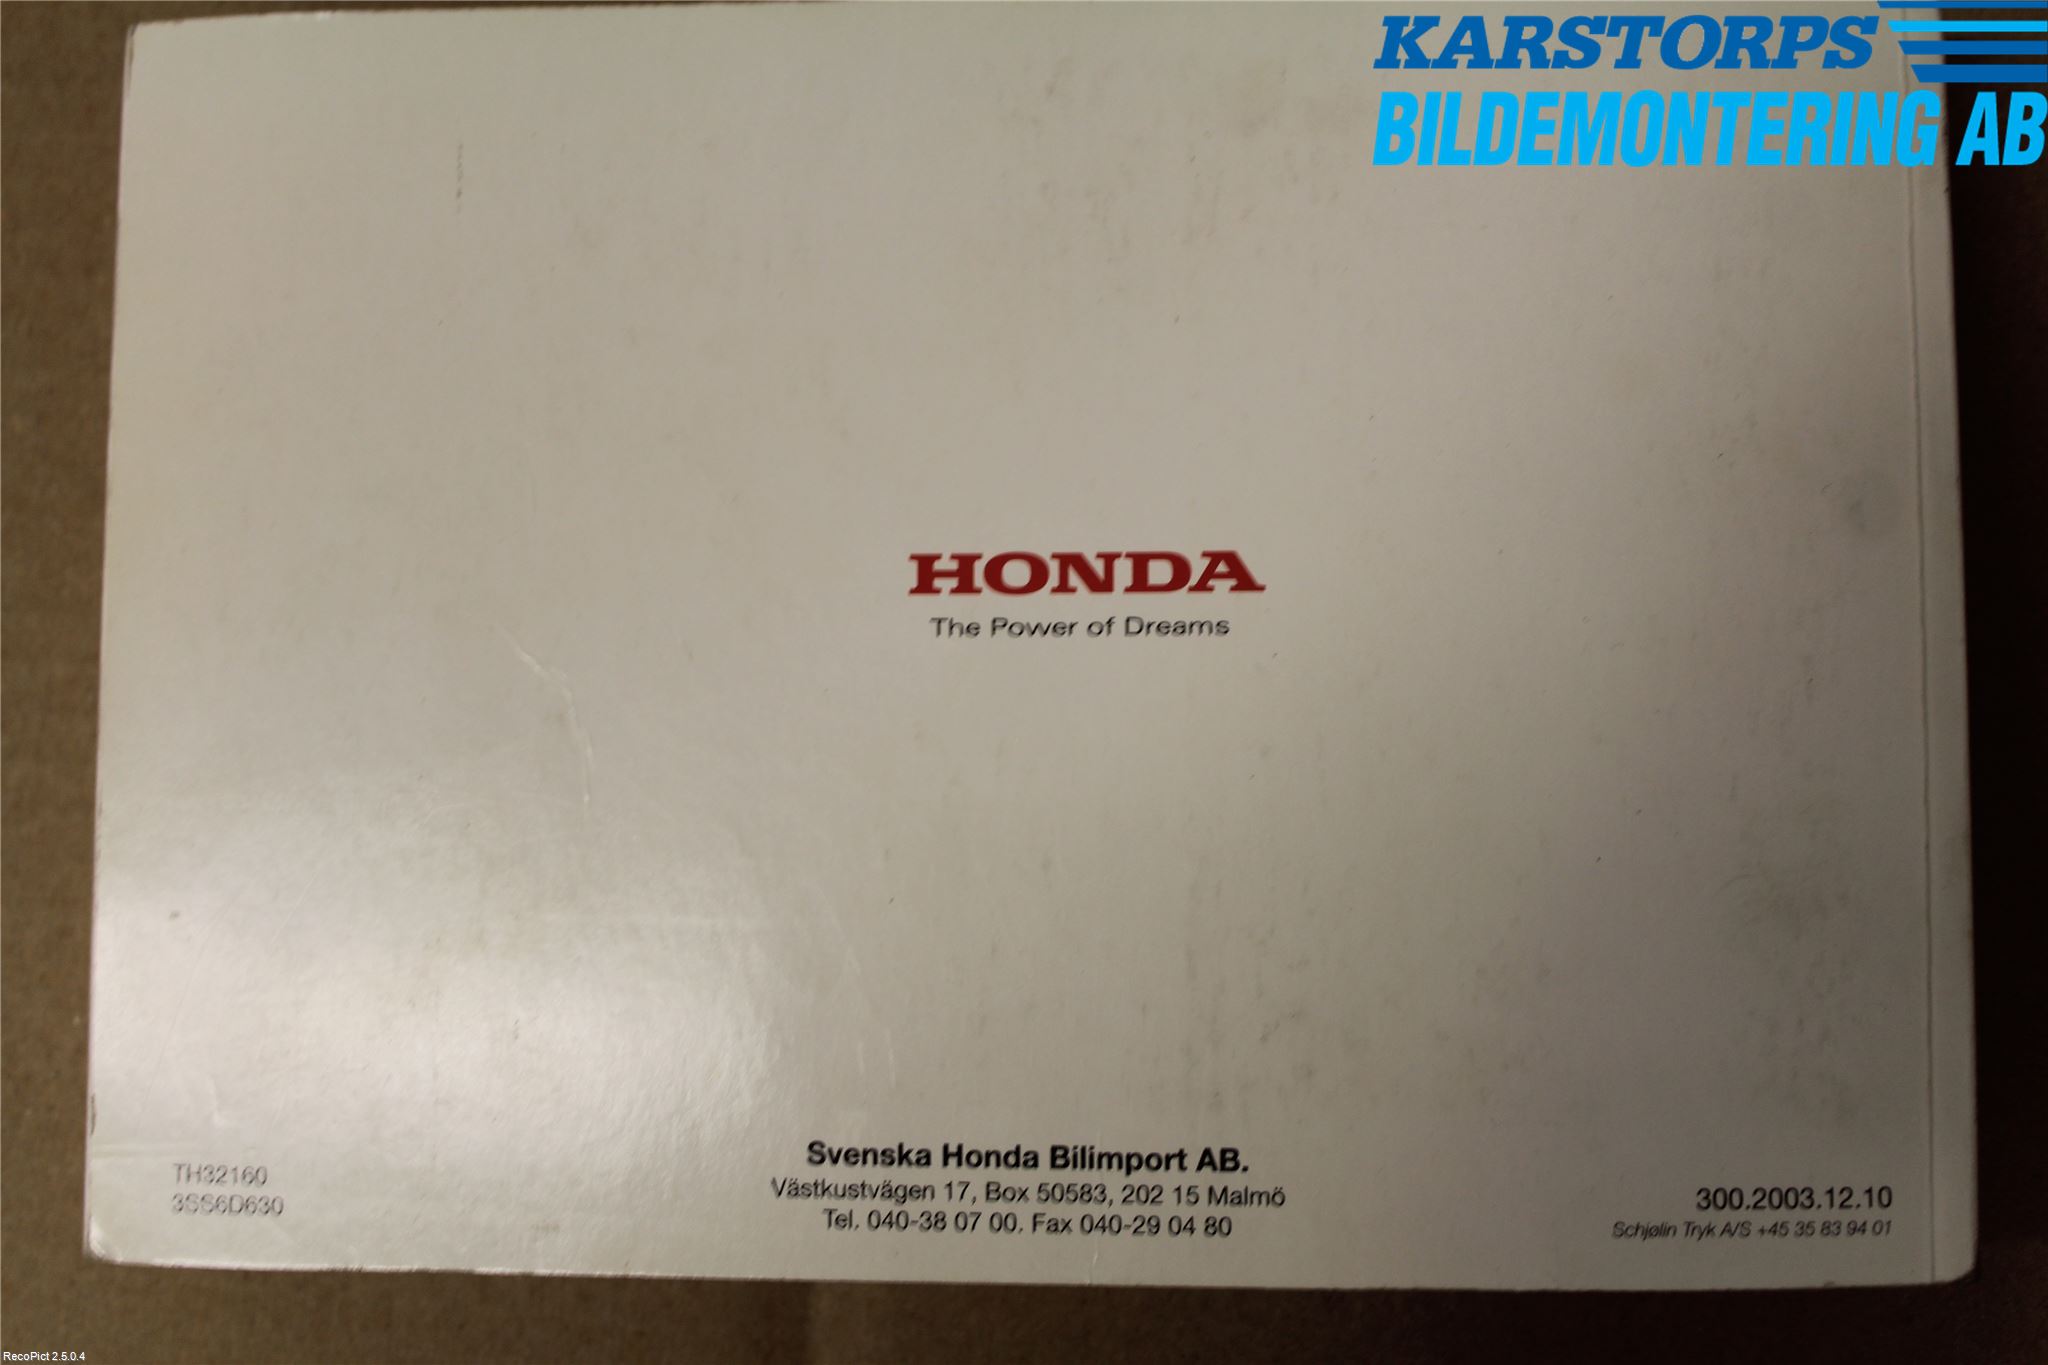 KARSTORPS
BILDEMONTERING AB
HONDA
The Power of Dreams
Svenska Honda Bilimport AB.
Västkustvägen 17, Box 50583, 202 15 Malmö
Tel. 040-38 07 00. Fax 040-29 04 80
TH32160
3SS6D630
300.2003.12.10
Schjølin Tryk A/S +45 35 83 94 01
RecoPict 2.5.0.4